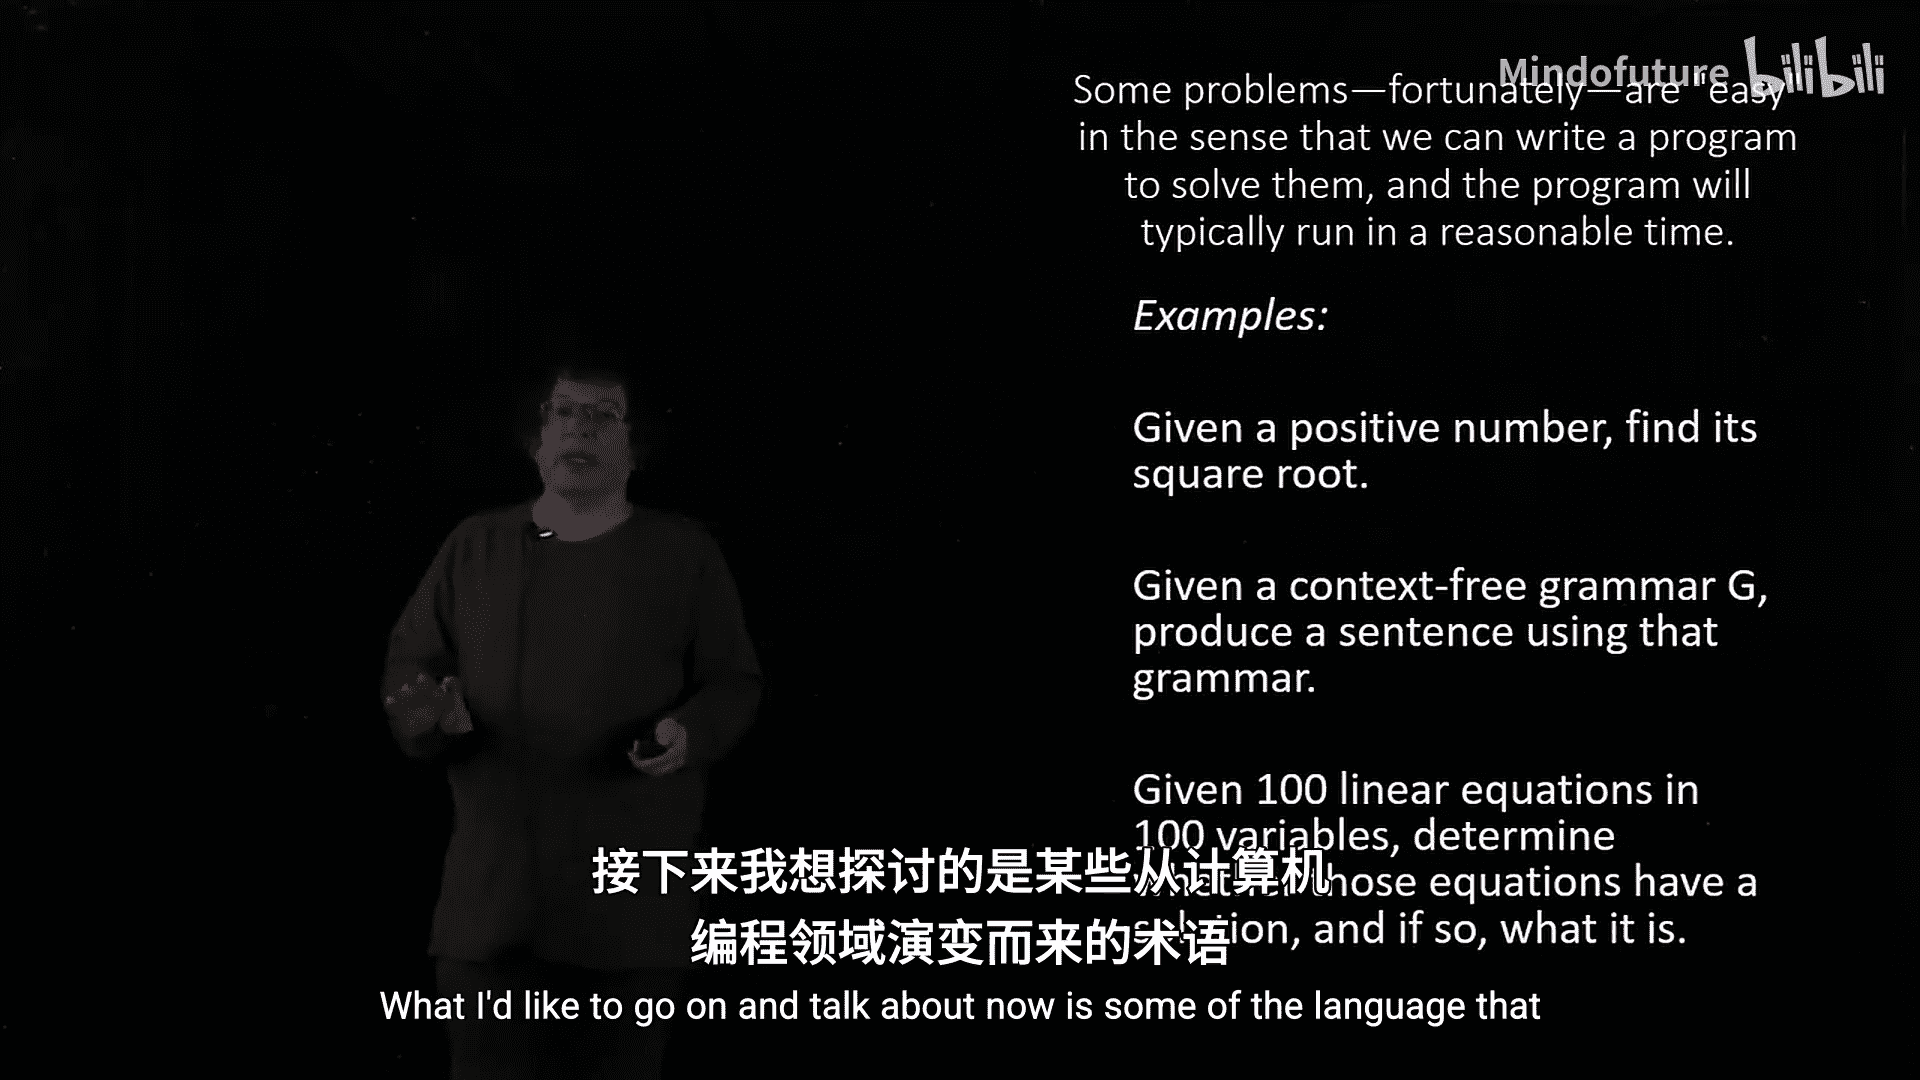 Mindofuture bilibili
Some problems—fortunately—are "easy"
in the sense that we can write a program
to solve them, and the program will
typically run in a reasonable time.
Examples:
Given a positive number, find its
square root.
Given a context-free grammar G,
produce a sentence using that
grammar.
Given 100 linear equations in
100 variables, determine
those equations have a
and if so, what it is.
接下来我想探讨的是某些从计算机
编程领域演变而来的术语
What I'd like to go on and talk about now is some of the language that